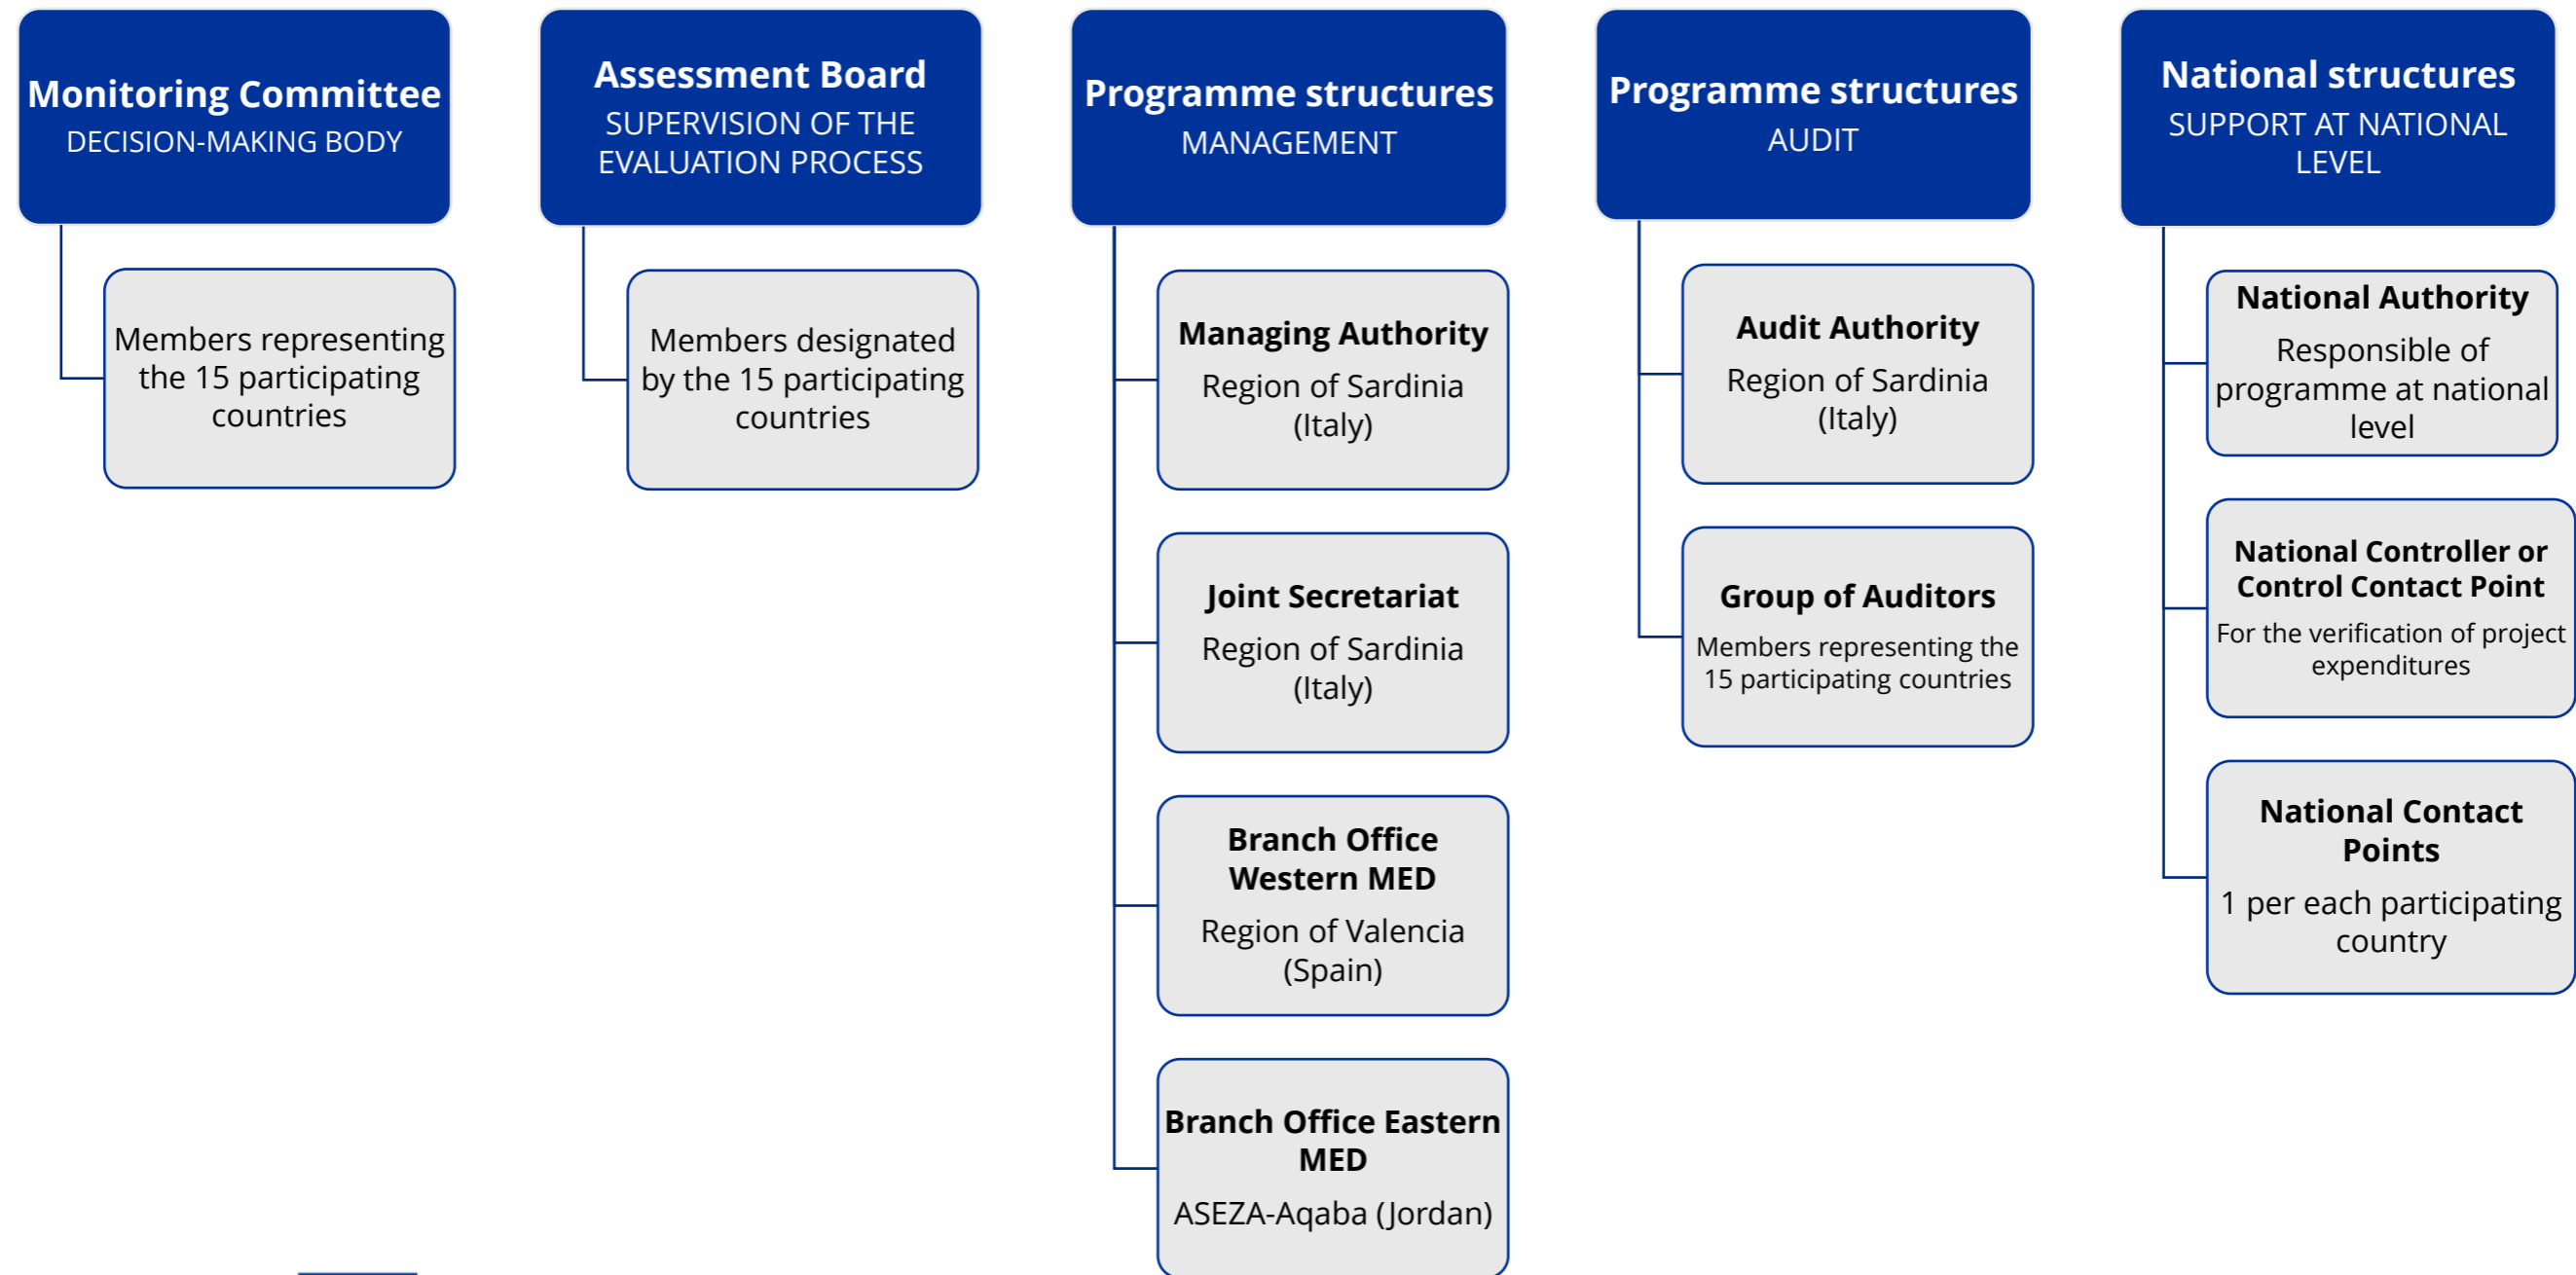 Monitoring Committee
DECISION-MAKING BODY
Members representing
the 15 participating
countries
Assessment Board
SUPERVISION OF THE
EVALUATION PROCESS
Members designated
by the 15 participating
countries
Programme structures
MANAGEMENT
Managing Authority
Region of Sardinia
(Italy)
Joint Secretariat
Region of Sardinia
(Italy)
Branch Office
Western MED
Region of Valencia
(Spain)
Branch Office Eastern
MED
ASEZA-Aqaba (Jordan)
Programme structures
AUDIT
Audit Authority
Region of Sardinia
(Italy)
Group of Auditors
Members representing the
15 participating countries
National structures
SUPPORT AT NATIONAL
LEVEL
National Authority
Responsible of
programme at national
level
National Controller or
Control Contact Point
For the verification of project
expenditures
National Contact
Points
1 per each participating
country